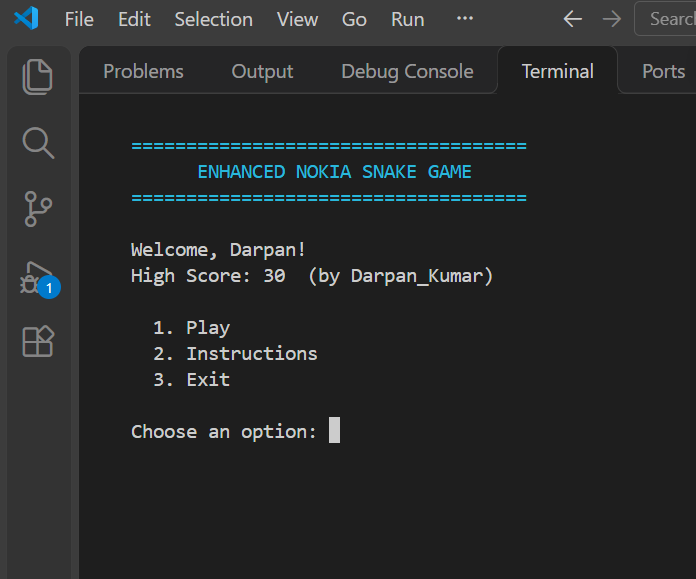 File Edit Selection View Go Run ···
Problems Output Debug Console Terminal Ports
====================================
ENHANCED NOKIA SNAKE GAME
====================================
Welcome, Darpan!
High Score: 30 (by Darpan_Kumar)
1. Play
2. Instructions
3. Exit
Choose an option:
1